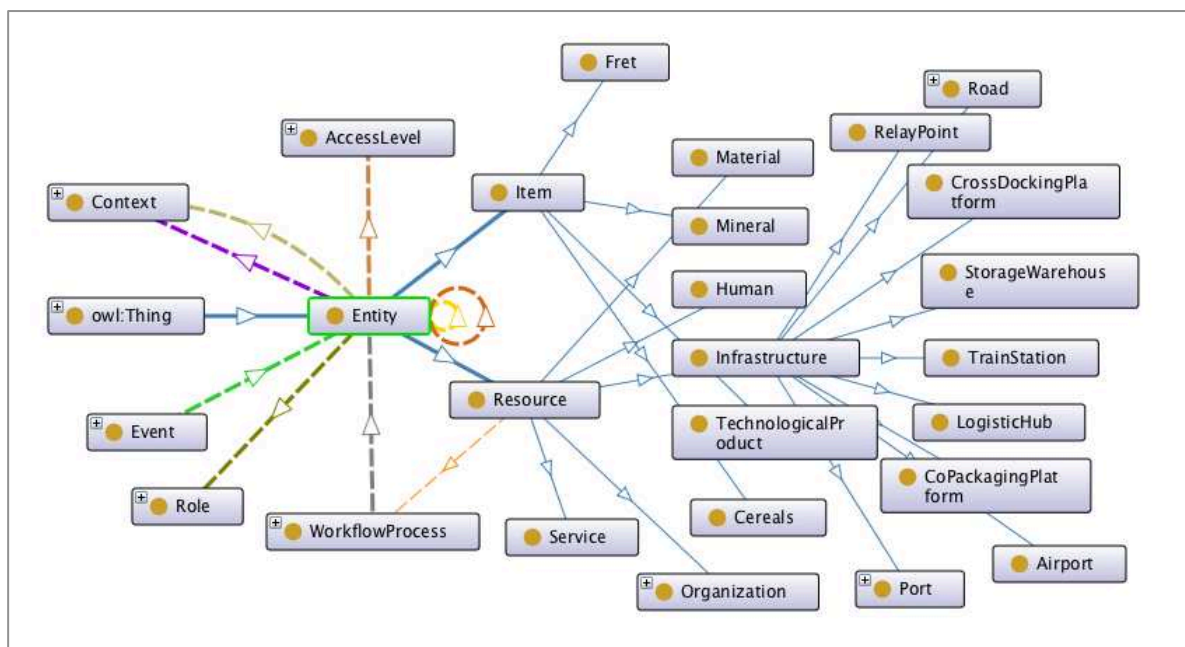 Fret
Road
RelayPoint
AccessLevel
Material
CrossDockingPla
tform
Context
Item
Mineral
StorageWarehous
e
Human
owl:Thing
Entity
Infrastructure
TrainStation
Resource
Event
TechnologicalPr
oduct
LogisticHub
CoPackagingPlat
form
Role
WorkflowProcess
Service
Cereals
Airport
Organization
Port